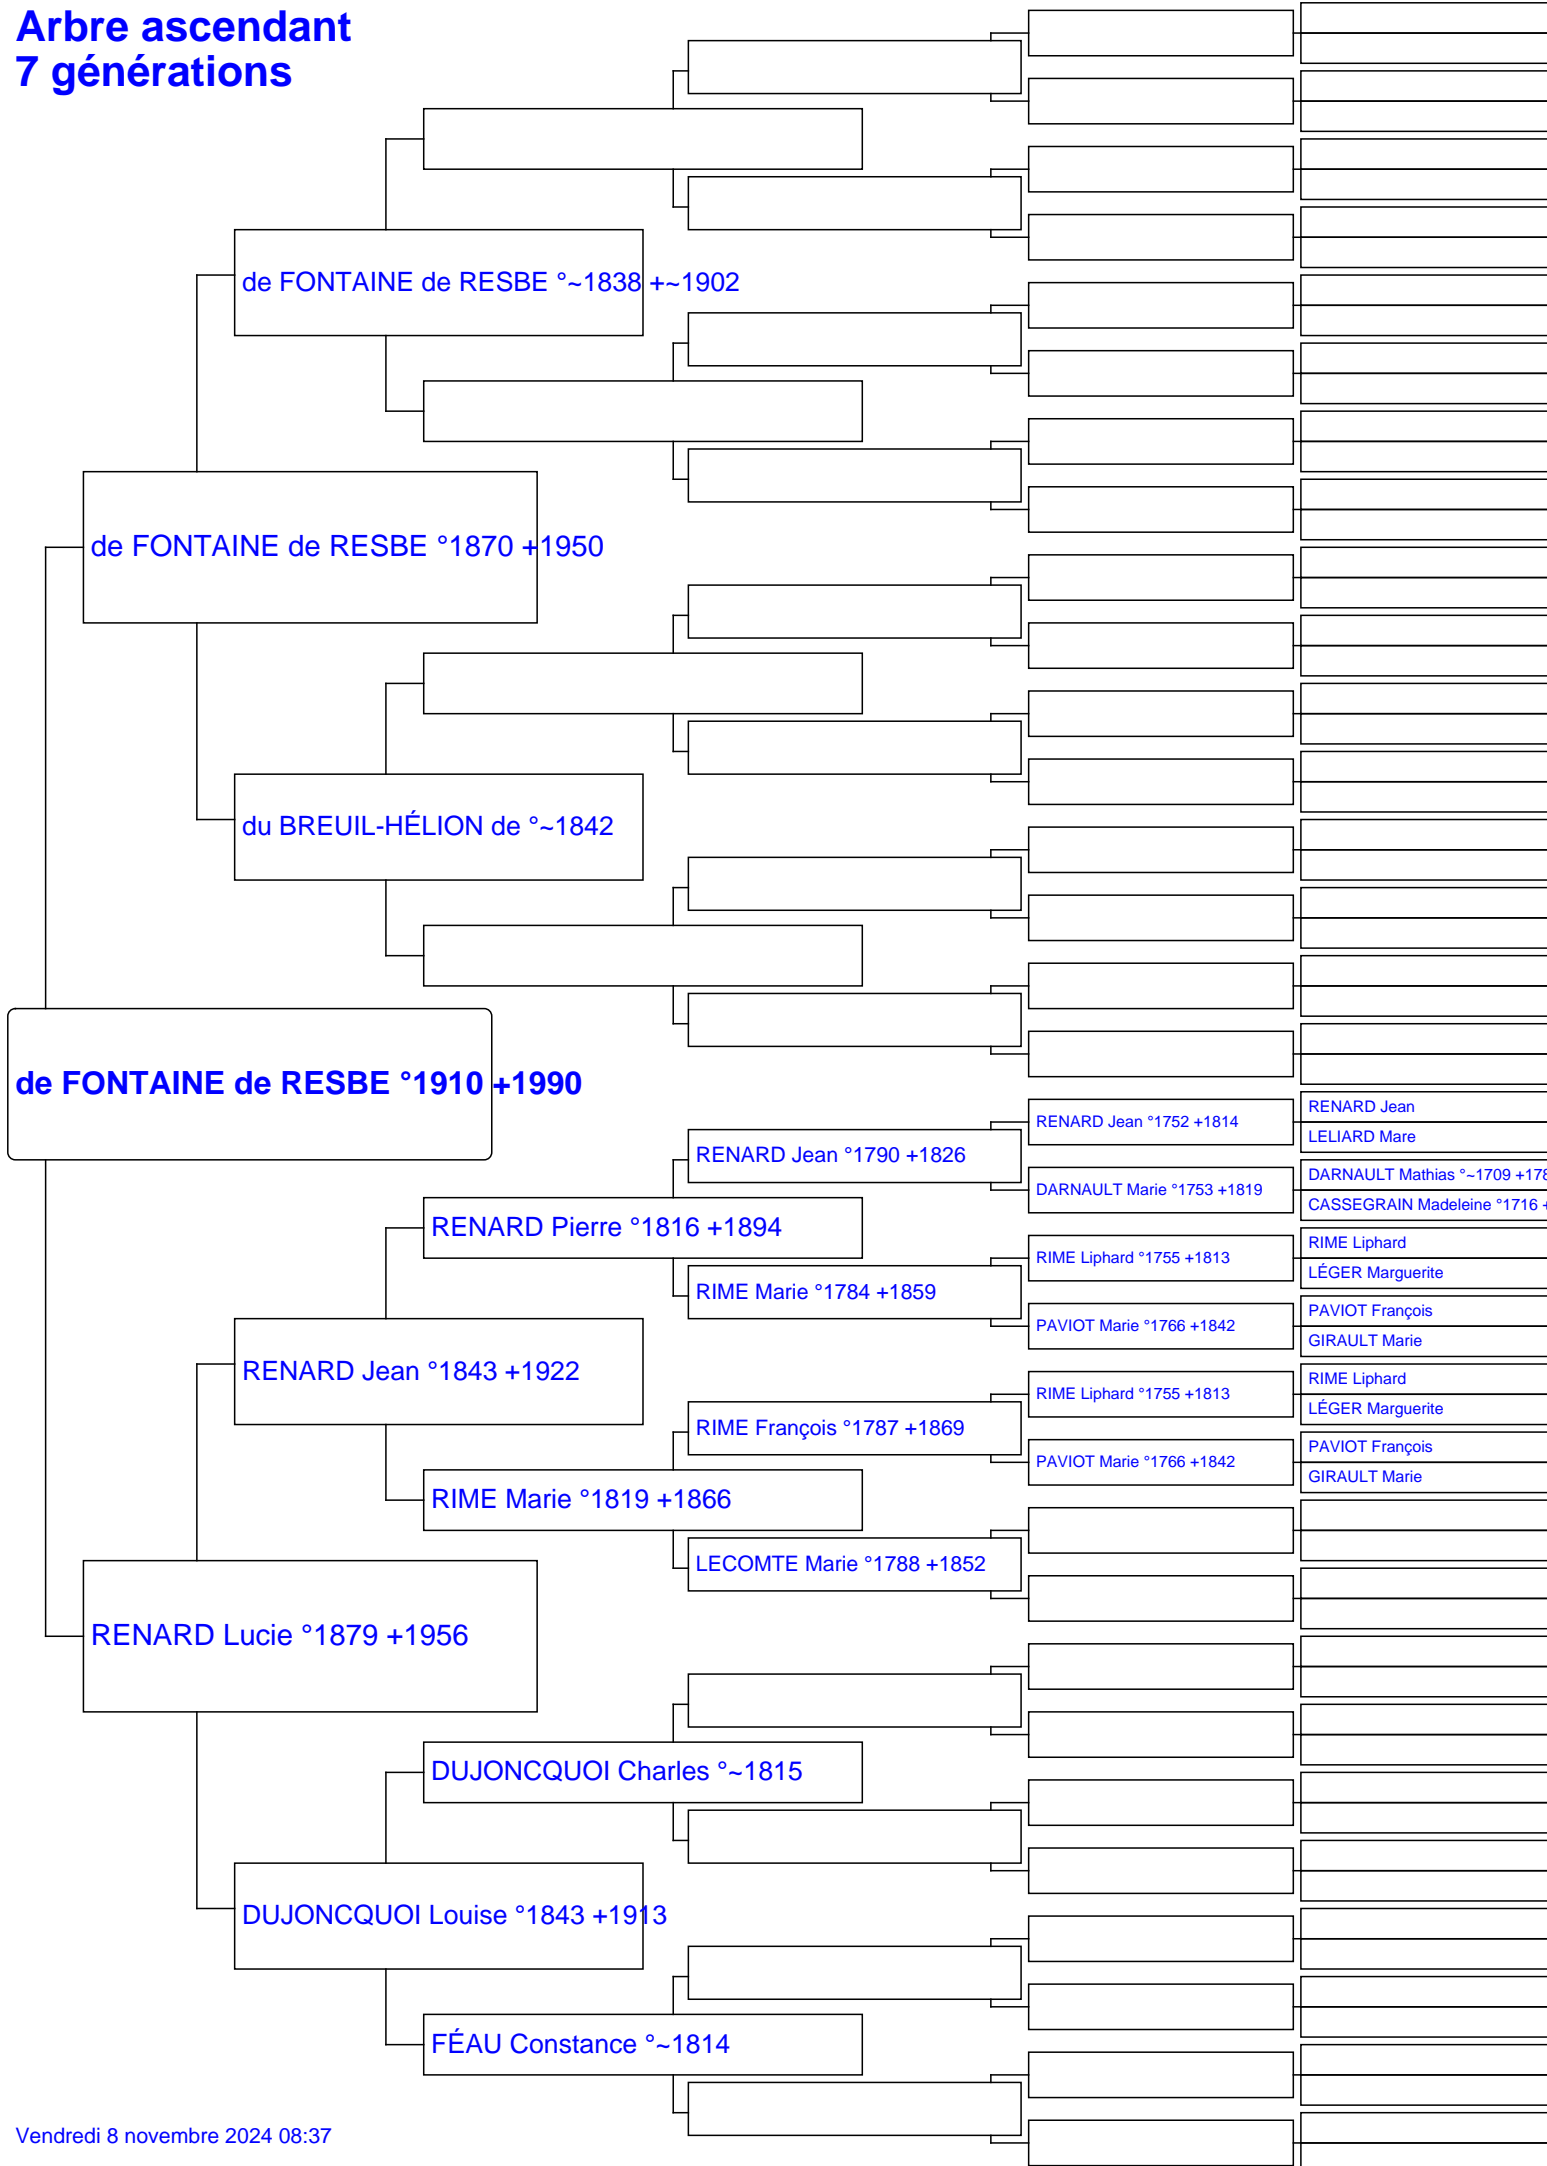 Arbre ascendant
7 générations
de FONTAINE de RESBE °~1838 +~1902
de FONTAINE de RESBE °1870 +1950
du BREUIL-HÉLION de °~1842
de FONTAINE de RESBE °1910 +1990
RENARD Jean °1752 +1814
RENARD Jean
LELIARD Mare
RENARD Jean °1790 +1826
DARNAULT Marie °1753 +1819
DARNAULT Mathias °~1709 +178
CASSEGRAIN Madeleine °1716 +
RENARD Pierre °1816 +1894
RIME Liphard °1755 +1813
RIME Liphard
LÉGER Marguerite
RIME Marie °1784 +1859
PAVIOT Marie °1766 +1842
PAVIOT François
GIRAULT Marie
RENARD Jean °1843 +1922
RIME Liphard °1755 +1813
RIME Liphard
LÉGER Marguerite
RIME François °1787 +1869
PAVIOT Marie °1766 +1842
PAVIOT François
GIRAULT Marie
RIME Marie °1819 +1866
LECOMTE Marie °1788 +1852
RENARD Lucie °1879 +1956
DUJONCQUOI Charles °~1815
DUJONCQUOI Louise °1843 +1913
FÉAU Constance °~1814
Vendredi 8 novembre 2024 08:37